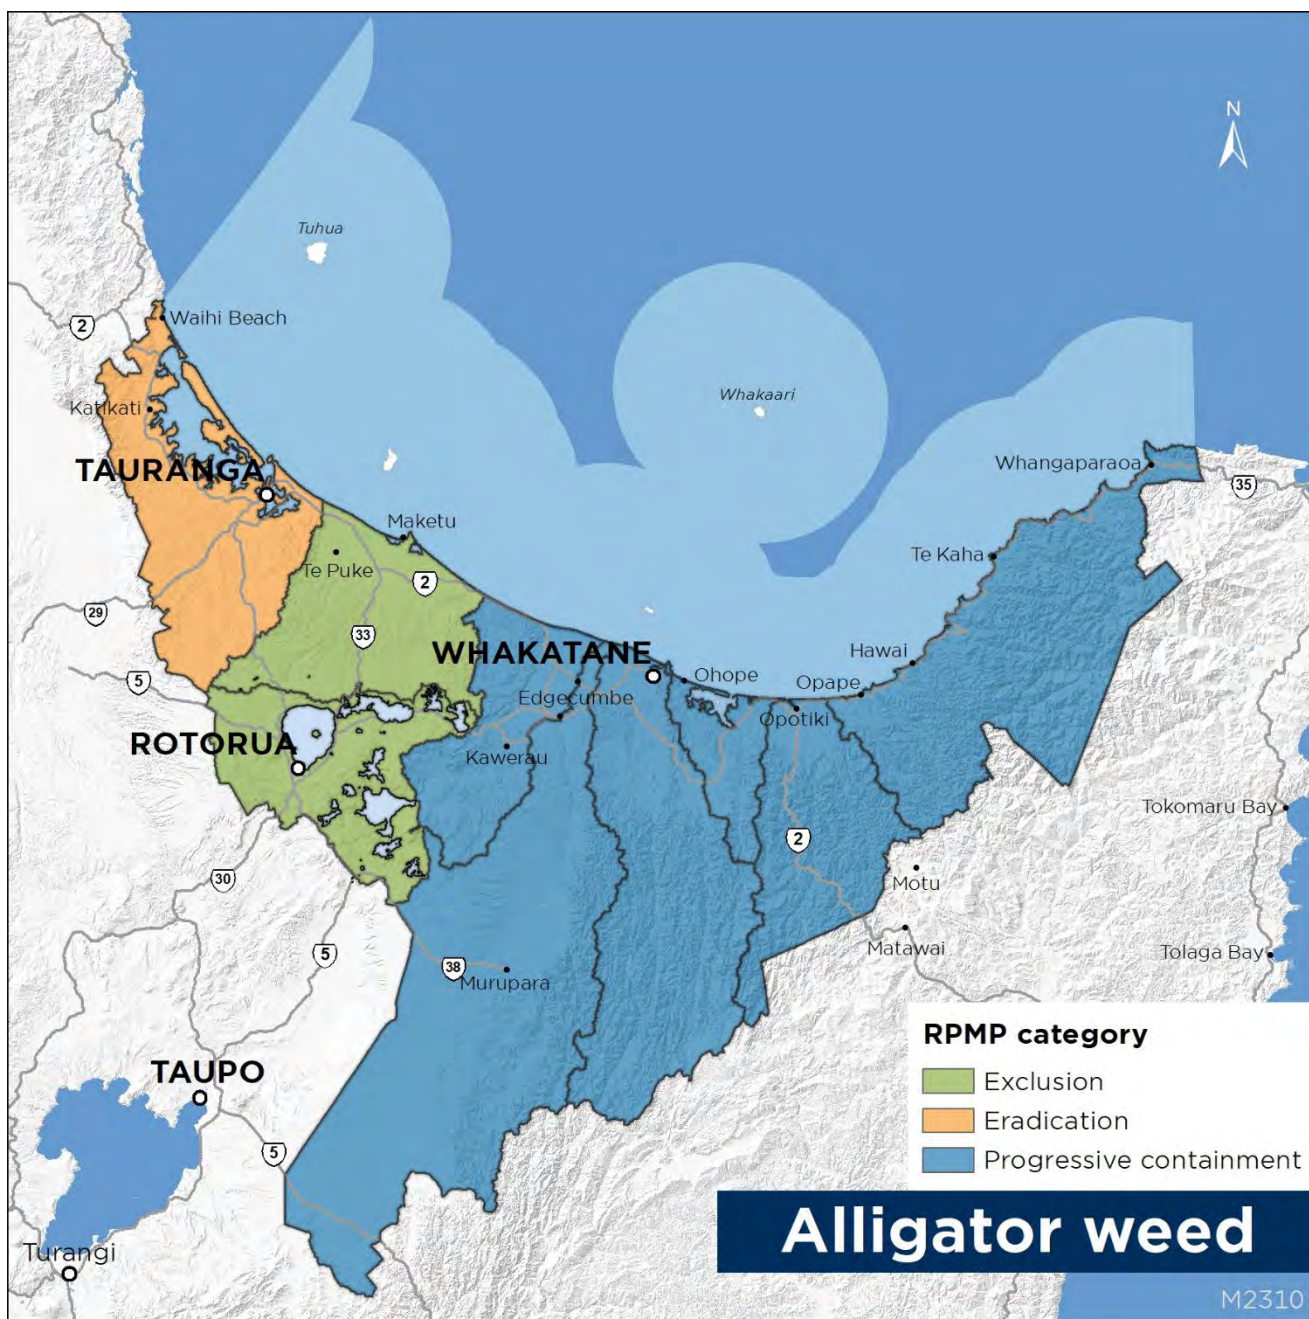 N
Tuhua
2
Waihi Beach
Katikati
Whakaari
TAURANGA
Whangaparaoa
35
Maketu
Te Puke
2
Te Kaha
29
33
WHAKATANE
Hawai
5
Ohope
Opape
Edgecumbe
Opotiki
ROTORUA
Kawerau
Tokomaru Bay
2
30
Motu
Matawai
5
38
Murupara
Tolaga Bay
TAUPO
5
Turangi
RPMP category
Exclusion
Eradication
Progressive containment
Alligator weed
M2310